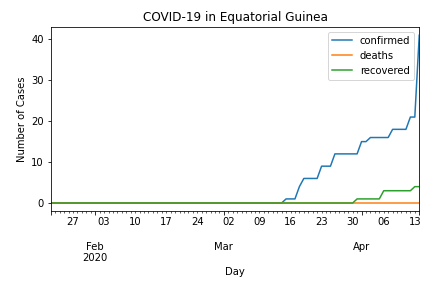 COVID-19 in Equatorial Guinea
confirmed
deaths
recovered
Number of Cases
40
30
20
10
0
27 03 10 17 24 02 09 16 23 30 06 13
Feb Mar Apr
2020
Day